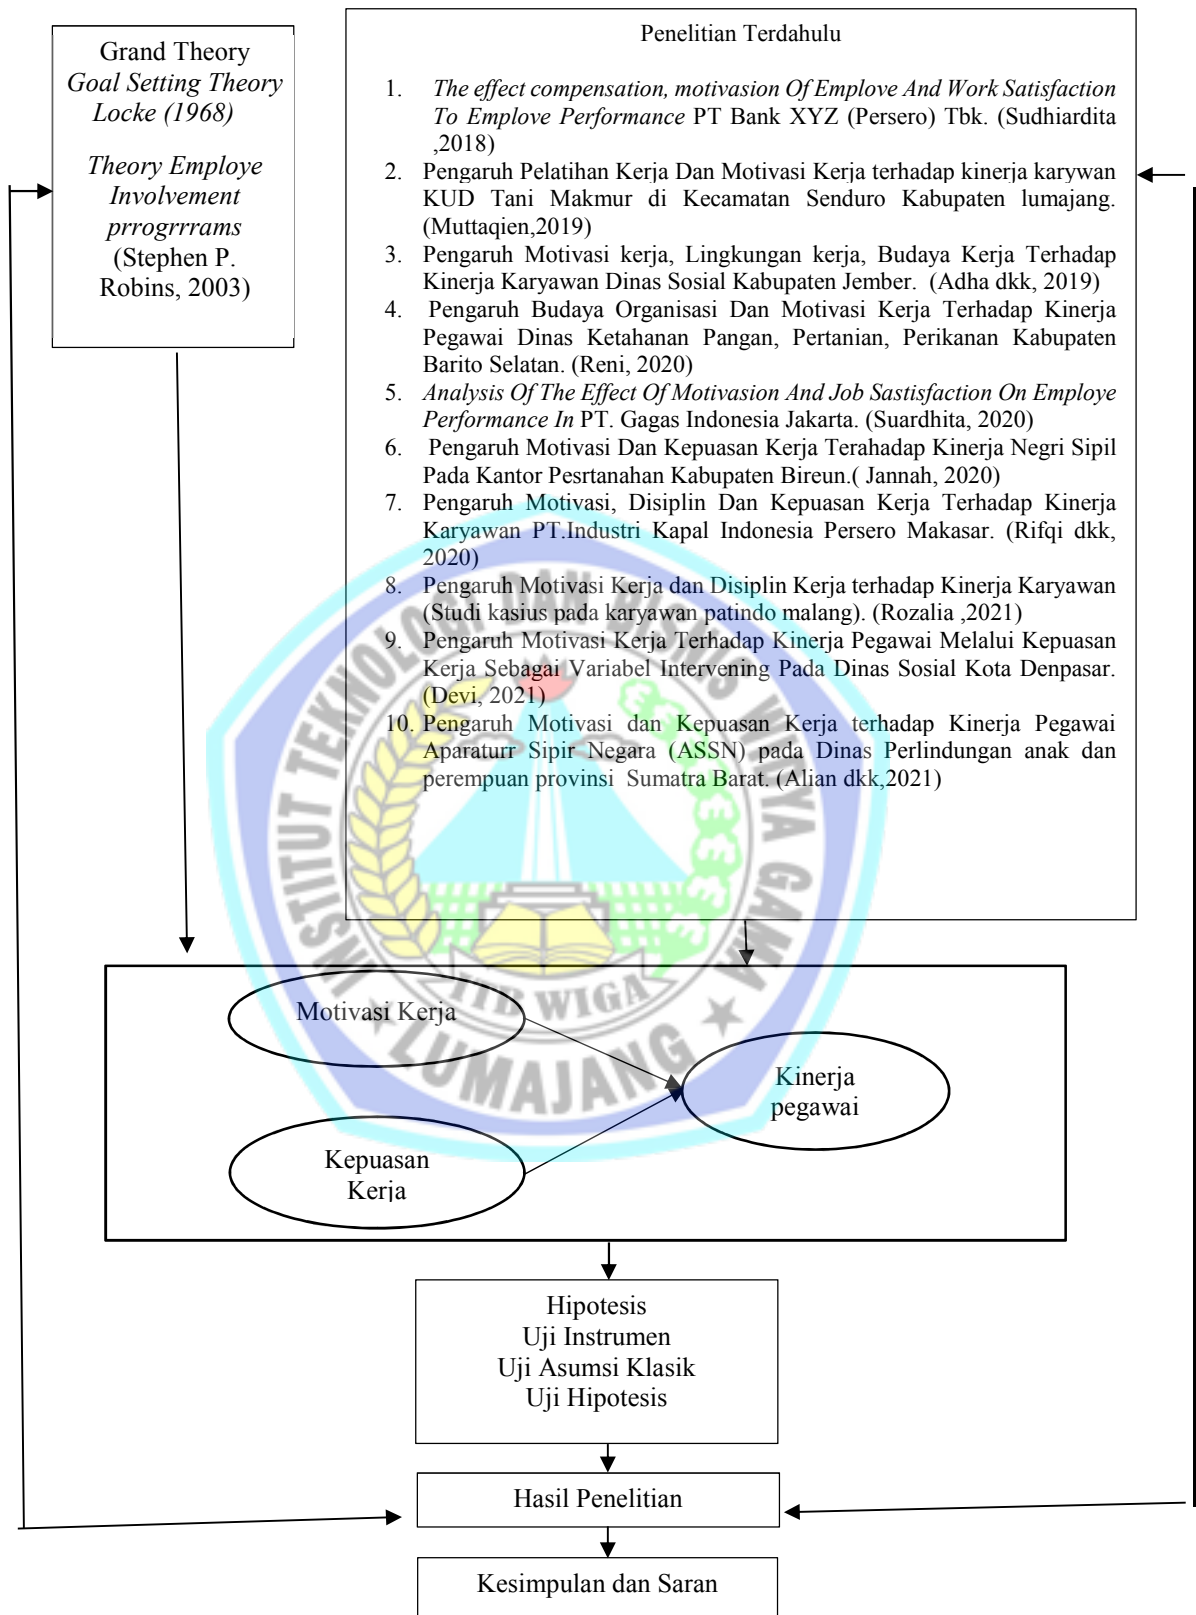 Grand Theory
Goal Setting Theory
Locke (1968)
Theory Employe
Involvement
prrogrrrams
(Stephen P.
Robins, 2003)
Penelitian Terdahulu
1. The effect compensation, motivasion Of Emplove And Work Satisfaction
To Emplove Performance PT Bank XYZ (Persero) Tbk. (Sudhiardita
,2018)
2. Pengaruh Pelatihan Kerja Dan Motivasi Kerja terhadap kinerja karywan
KUD Tani Makmur di Kecamatan Senduro Kabupaten lumajang.
(Muttaqien,2019)
3. Pengaruh Motivasi kerja, Lingkungan kerja, Budaya Kerja Terhadap
Kinerja Karyawan Dinas Sosial Kabupaten Jember. (Adha dkk, 2019)
4. Pengaruh Budaya Organisasi Dan Motivasi Kerja Terhadap Kinerja
Pegawai Dinas Ketahanan Pangan, Pertanian, Perikanan Kabupaten
Barito Selatan. (Reni, 2020)
5. Analysis Of The Effect Of Motivasion And Job Sastisfaction On Employe
Performance In PT. Gagas Indonesia Jakarta. (Suardhita, 2020)
6. Pengaruh Motivasi Dan Kepuasan Kerja Terahadap Kinerja Negri Sipil
Pada Kantor Pesrtanahan Kabupaten Bireun.( Jannah, 2020)
7. Pengaruh Motivasi, Disiplin Dan Kepuasan Kerja Terhadap Kinerja
Karyawan PT.Industri Kapal Indonesia Persero Makasar. (Rifqi dkk,
2020)
8. Pengaruh Motivasi Kerja dan Disiplin Kerja terhadap Kinerja Karyawan
(Studi kasius pada karyawan patindo malang). (Rozalia ,2021)
9. Pengaruh Motivasi Kerja Terhadap Kinerja Pegawai Melalui Kepuasan
Kerja Sebagai Variabel Intervening Pada Dinas Sosial Kota Denpasar.
(Devi, 2021)
10. Pengaruh Motivasi dan Kepuasan Kerja terhadap Kinerja Pegawai
Aparaturr Sipir Negara (ASSN) pada Dinas Perlindungan anak dan
perempuan provinsi Sumatra Barat. (Alian dkk,2021)
INSTITUT TEKNOLOGI DAN BISNIS WIDYA GAMA
ITB WIGA
LUMAJANG
Motivasi Kerja
Kinerja
pegawai
Kepuasan
Kerja
Hipotesis
Uji Instrumen
Uji Asumsi Klasik
Uji Hipotesis
Hasil Penelitian
Kesimpulan dan Saran